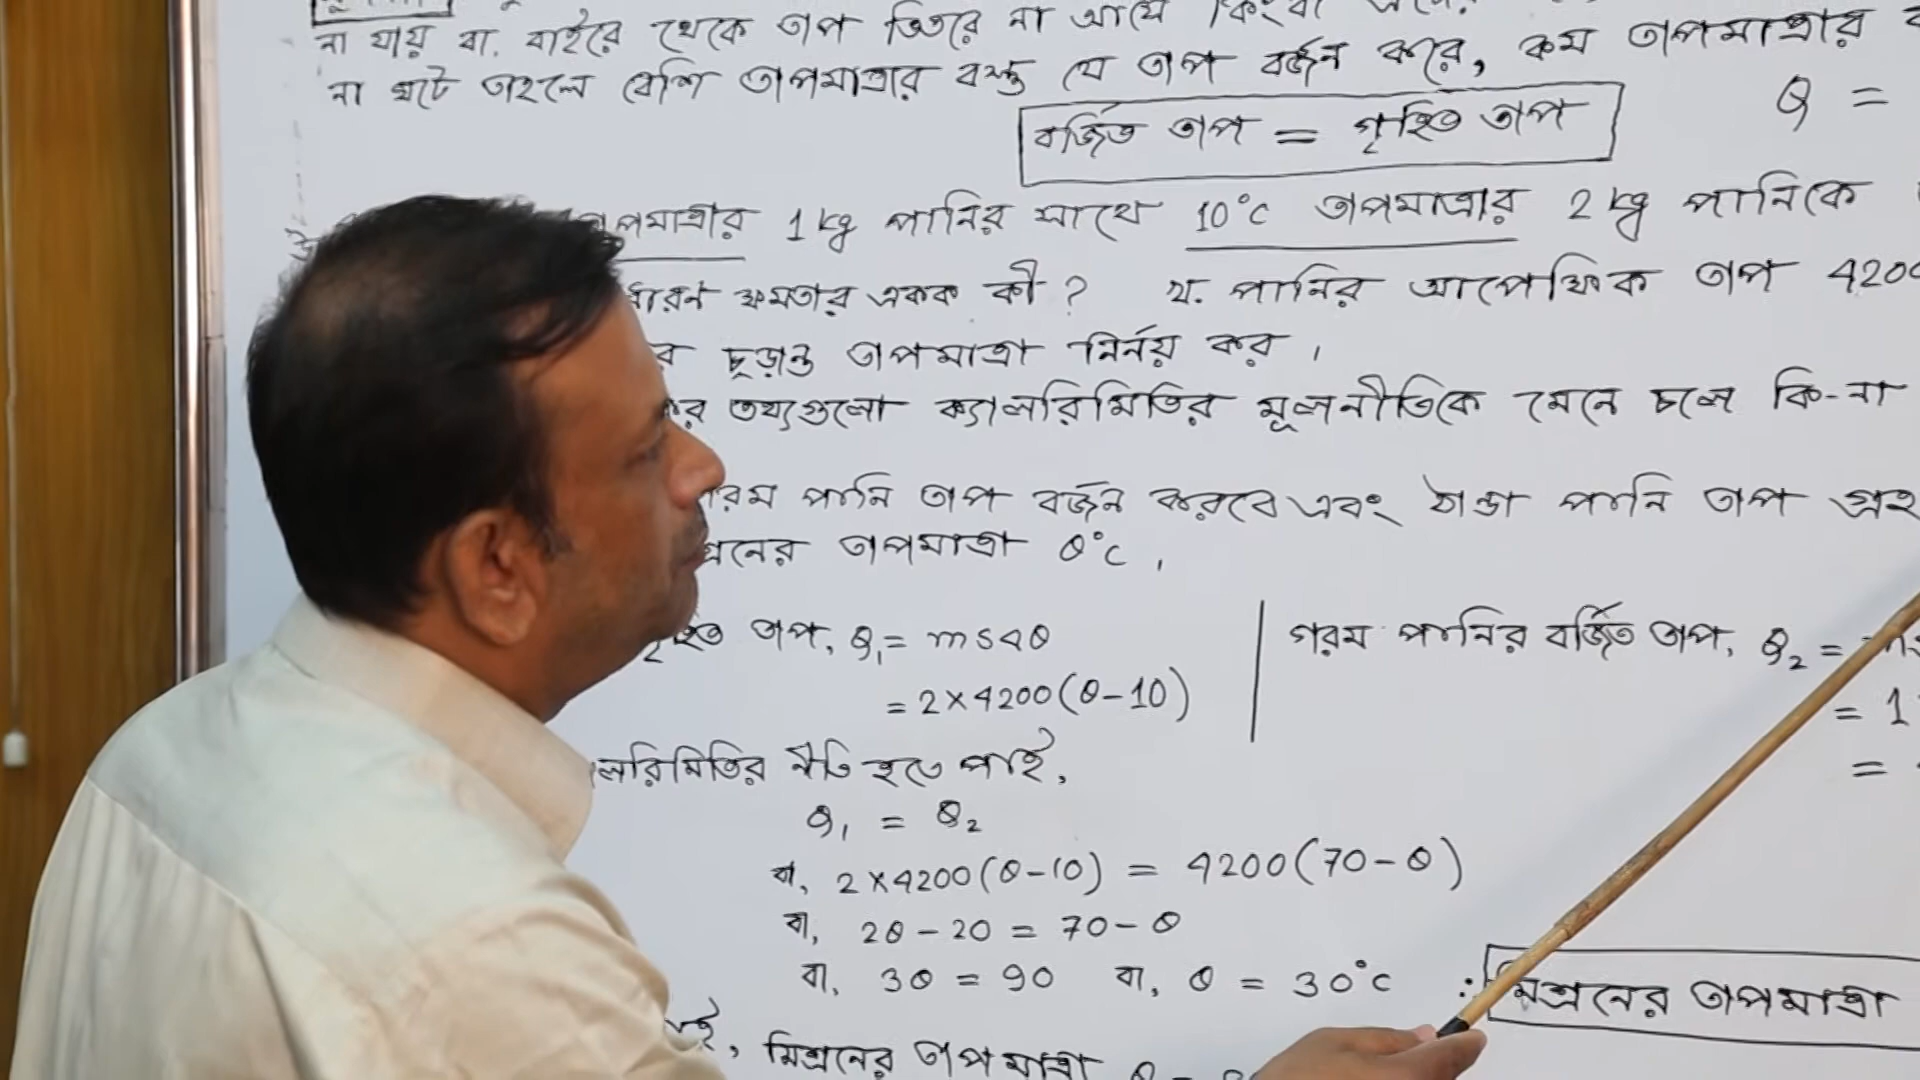 না যায় বা, বাইরে থেকে তাপ ভিতরে না আসে কিংবা
না ঘটে তাহলে বেশি তাপমাত্রার বস্তু যে তাপ বর্জন করে, কম তাপমাত্রার
বর্জিত তাপ = গৃহিত তাপ
Q =
তাপমাত্রার 1 kg পানির সাথে 10°C তাপমাত্রার 2 kg পানিকে
ধারন ক্ষমতার একক কী? খ. পানির আপেক্ষিক তাপ 4200
চূড়ান্ত তাপমাত্রা নির্নয় কর।
তথ্যগুলো ক্যালরিমিতির মূলনীতিকে মেনে চলে কি-না
গরম পানি তাপ বর্জন করবে এবং ঠান্ডা পানি তাপ গ্রহ
মিশ্রনের তাপমাত্রা θ°C,
গৃহিত তাপ, Q₁ = msΔθ
= 2×4200(θ-10)
গরম পানির বর্জিত তাপ, Q₂ = ms
= 1
=
ক্যালরিমিতির নীতি হতে পাই,
Q₁ = Q₂
বা, 2×4200(θ-10) = 4200(70-θ)
বা, 2θ-20 = 70-θ
বা, 3θ = 90 বা, θ = 30°C
∴ মিশ্রনের তাপমাত্রা
মিশ্রনের তাপমাত্রা